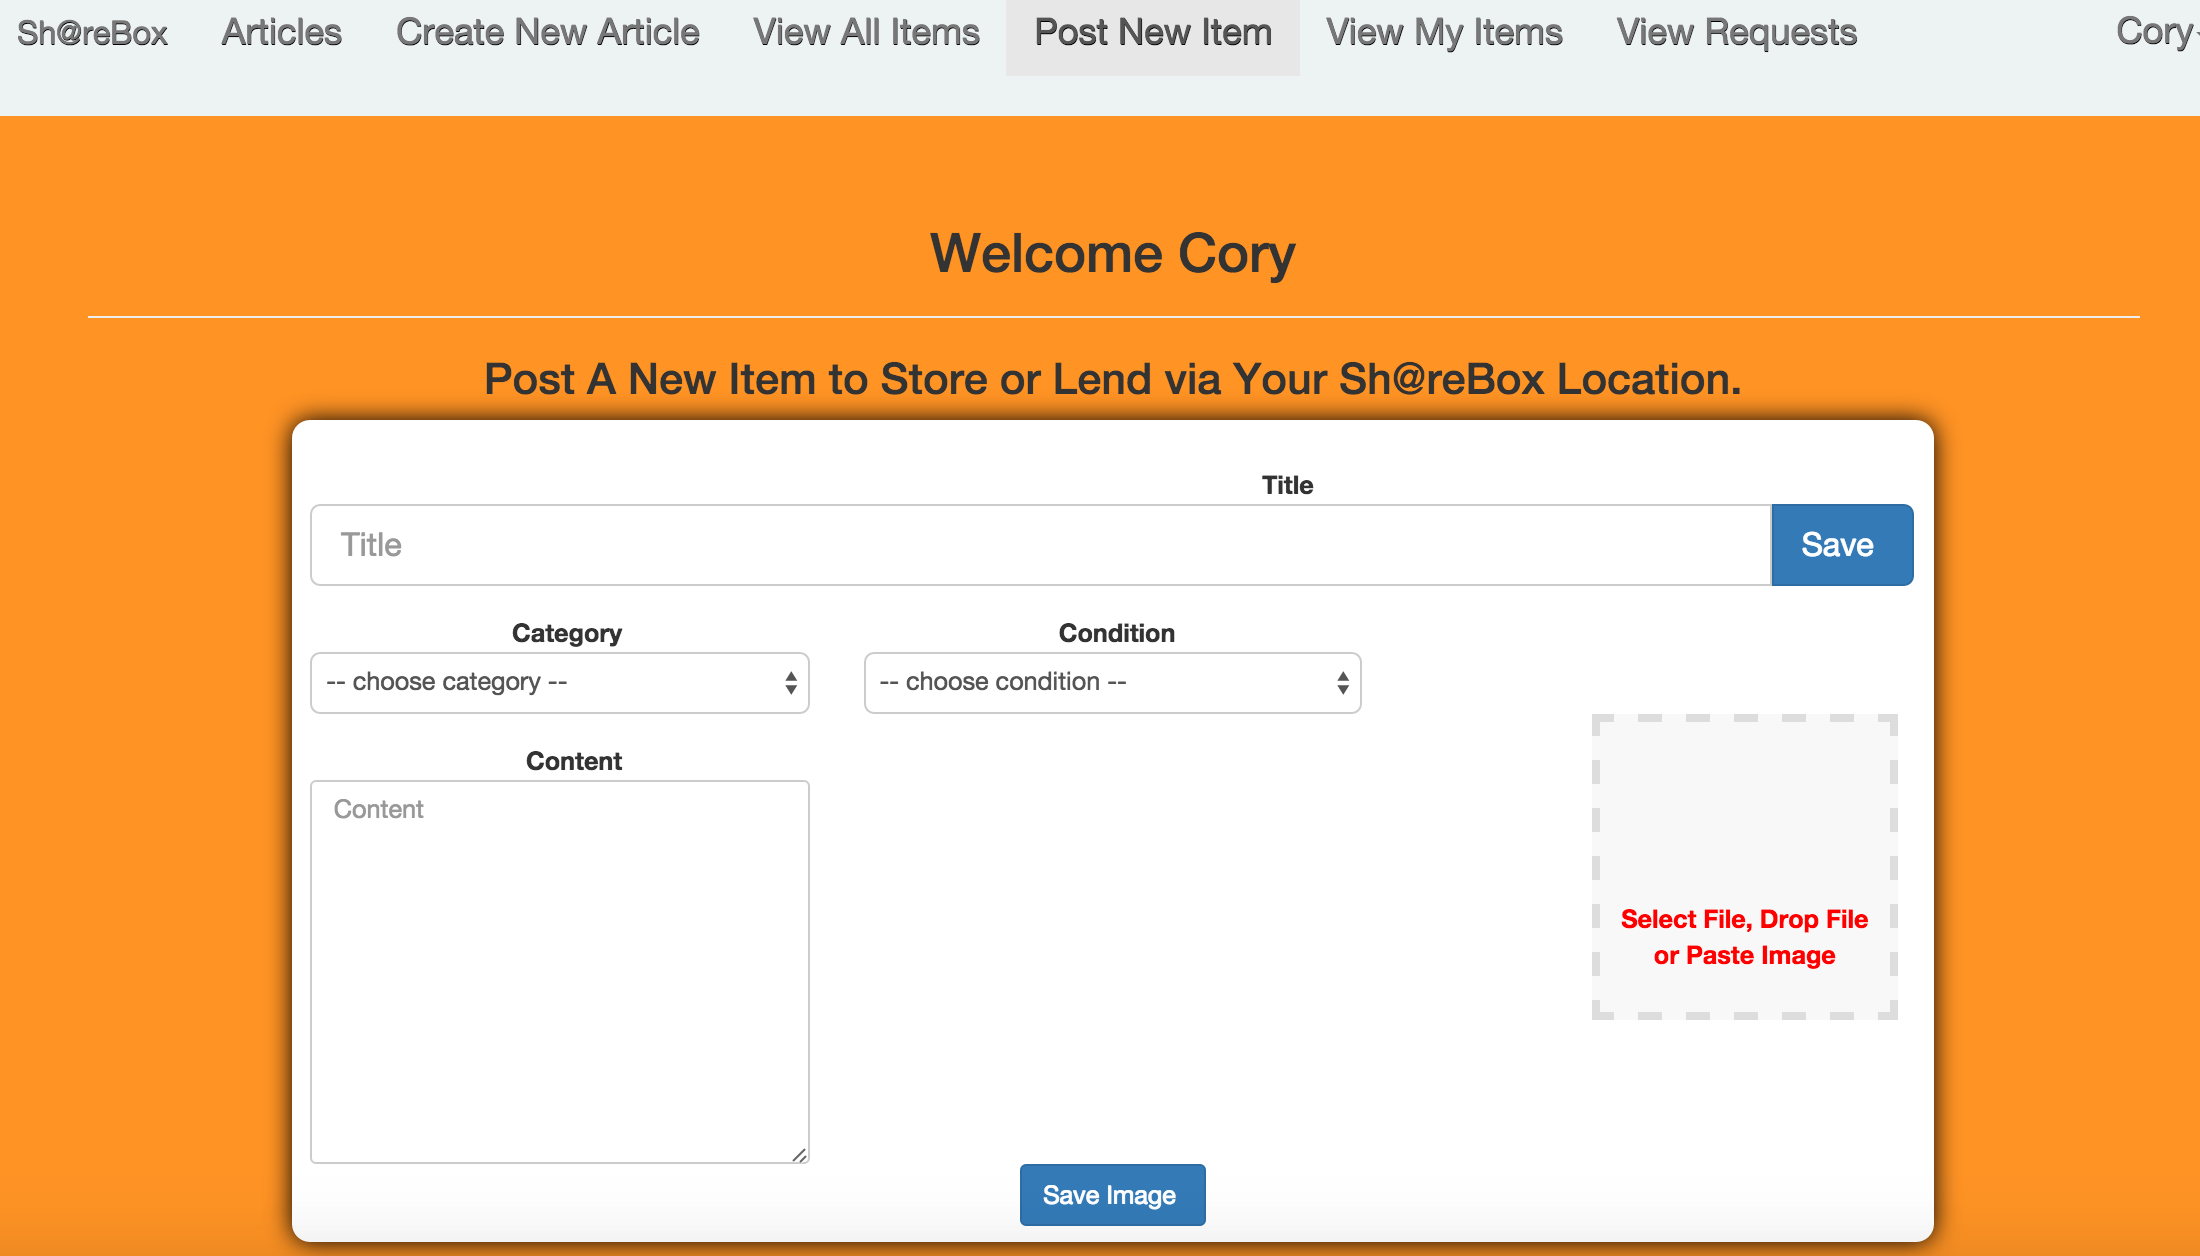 Sh@reBox Articles Create New Article View All Items Post New Item View My Items View Requests Cory
Welcome Cory
Post A New Item to Store or Lend via Your Sh@reBox Location.
Title
Title Save
Category Condition
-- choose category -- -- choose condition --
Content
Content
Select File, Drop File
or Paste Image
Save Image